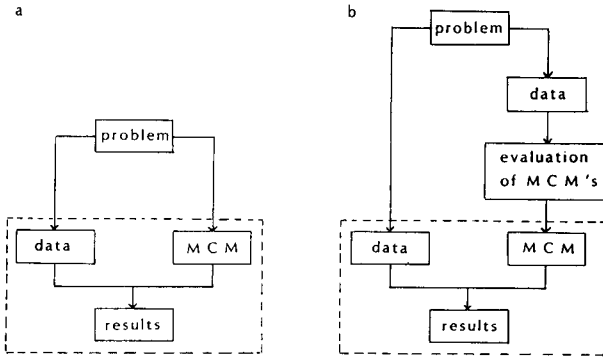 a
problem
data
MCM
results
b
problem
data
evaluation
of MCM's
data
MCM
results